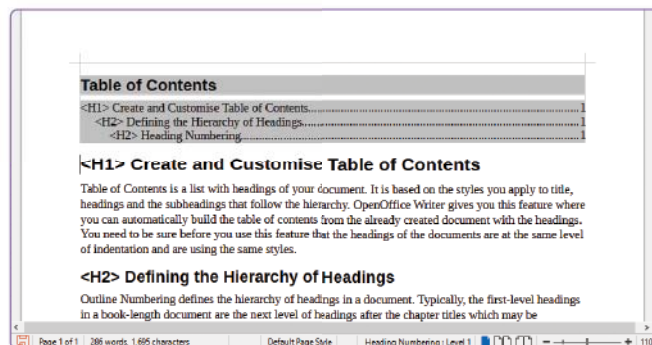 Table of Contents
<H1> Create and Customise Table of Contents....................................................................................................1
<H2> Defining the Hierarchy of Headings....................................................................................................1
<H2> Heading Numbering....................................................................................................1
<H1> Create and Customise Table of Contents
Table of Contents is a list with headings of your document. It is based on the styles you apply to title,
headings and the subheadings that follow the hierarchy. OpenOffice Writer gives you this feature where
you can automatically build the table of contents from the already created document with the headings.
You need to be sure before you use this feature that the headings of the documents are at the same level
of indentation and are using the same styles.
<H2> Defining the Hierarchy of Headings
Outline Numbering defines the hierarchy of headings in a document. Typically, the first-level headings
in a book-length document are the next level of headings after the chapter titles which may be
Page 1 of 1 286 words, 1,695 characters Default Page Style Heading Numbering : Level 1 110